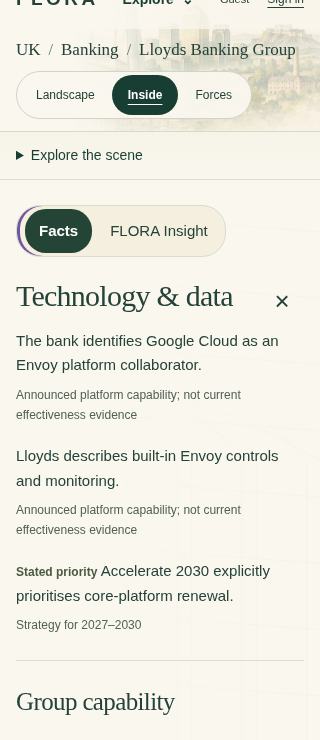 FLORA Explore Guest Sign in
UK / Banking / Lloyds Banking Group
Landscape Inside Forces
Explore the scene
Facts FLORA Insight
Technology & data
The bank identifies Google Cloud as an
Envoy platform collaborator.
Announced platform capability; not current
effectiveness evidence
Lloyds describes built-in Envoy controls
and monitoring.
Announced platform capability; not current
effectiveness evidence
Stated priority Accelerate 2030 explicitly
prioritises core-platform renewal.
Strategy for 2027–2030
Group capability